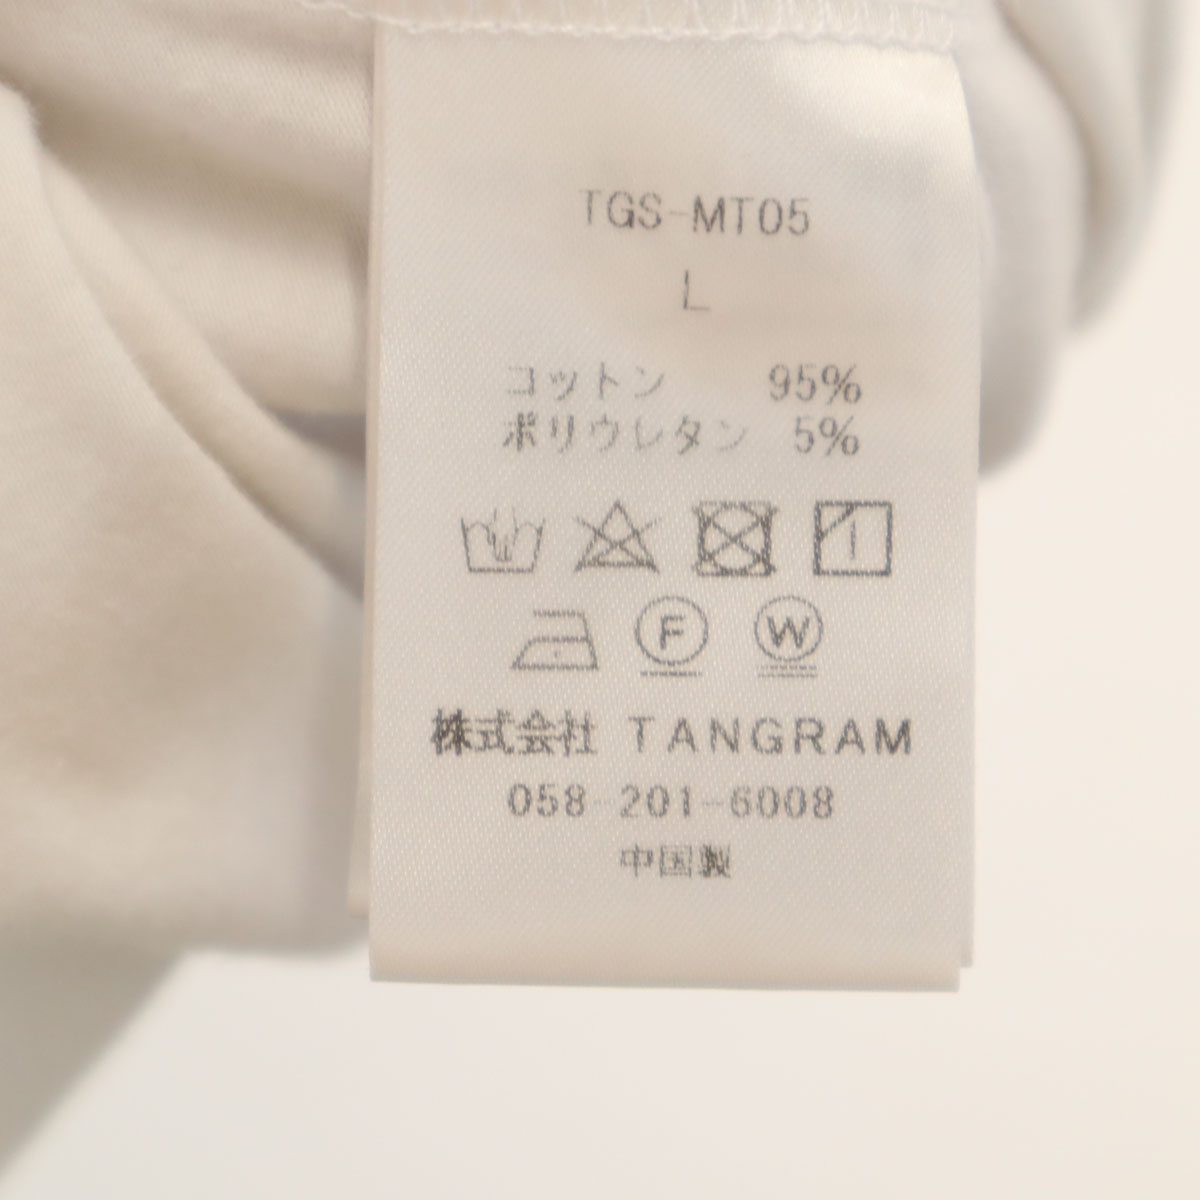 TGS-MT05
L
コットン 95%
ポリウレタン 5%
F W
株式会社 TANGRAM
058-201-6008
中国製